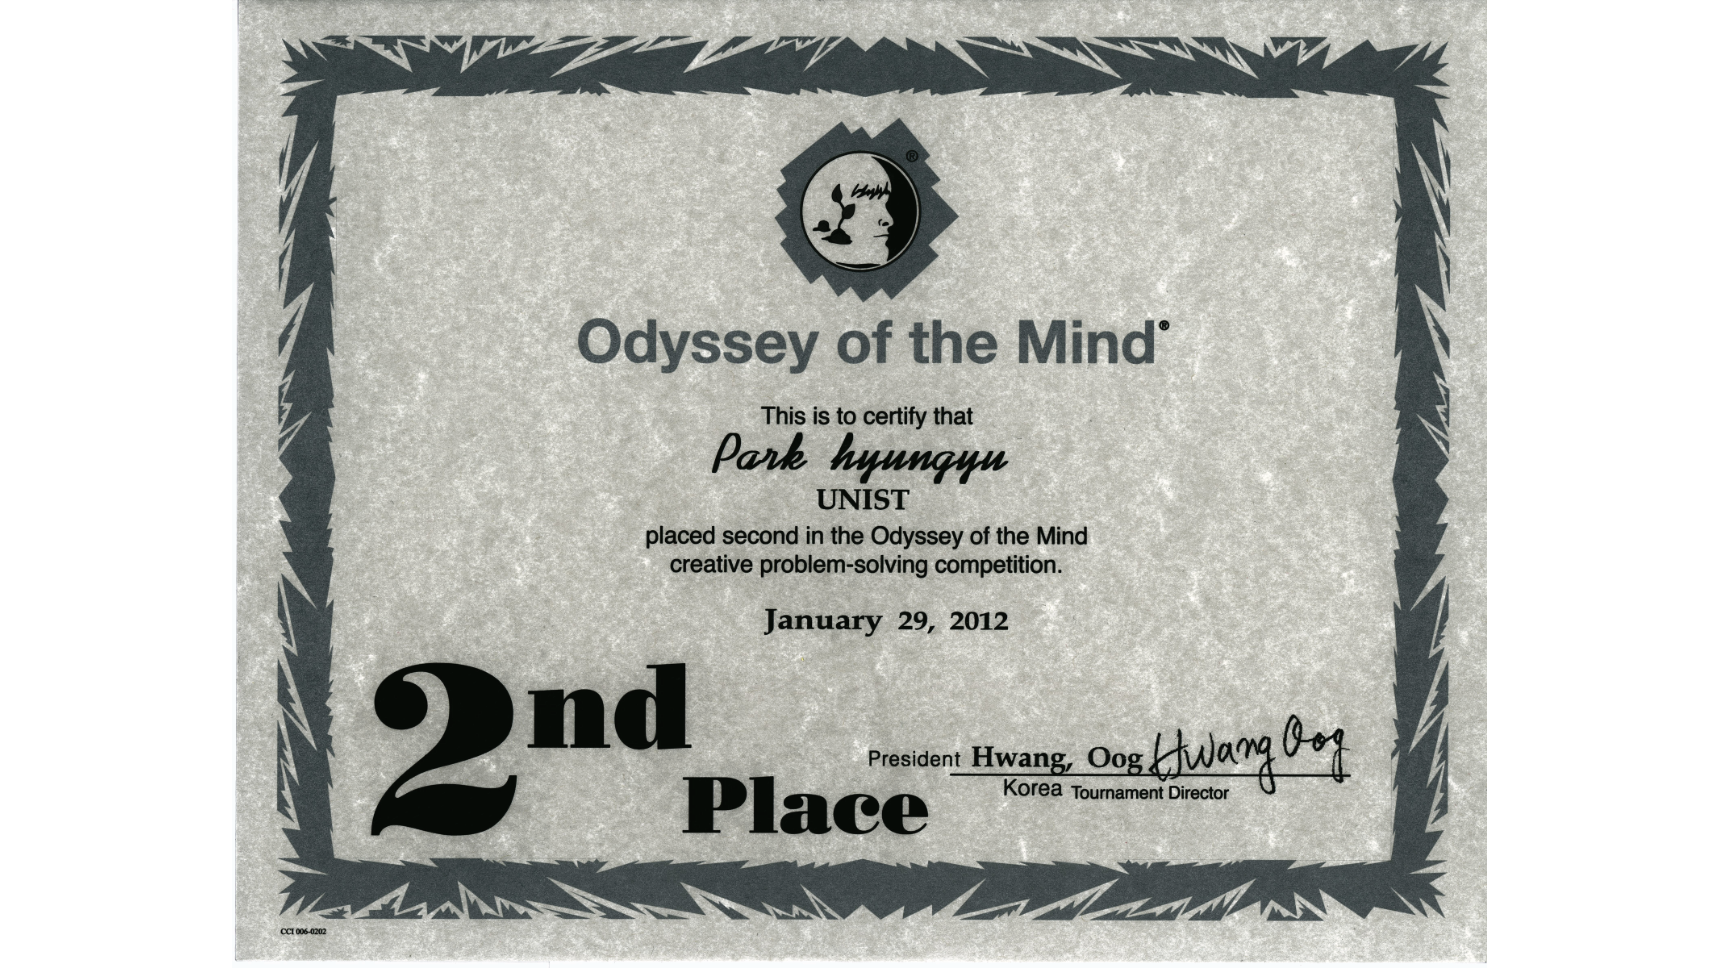 ®
Odyssey of the Mind®
This is to certify that
Park hyungyu
UNIST
placed second in the Odyssey of the Mind
creative problem-solving competition.
January 29, 2012
2nd
Place
President Hwang, Oog Hwang Oog
Korea Tournament Director
CCI 006-0202